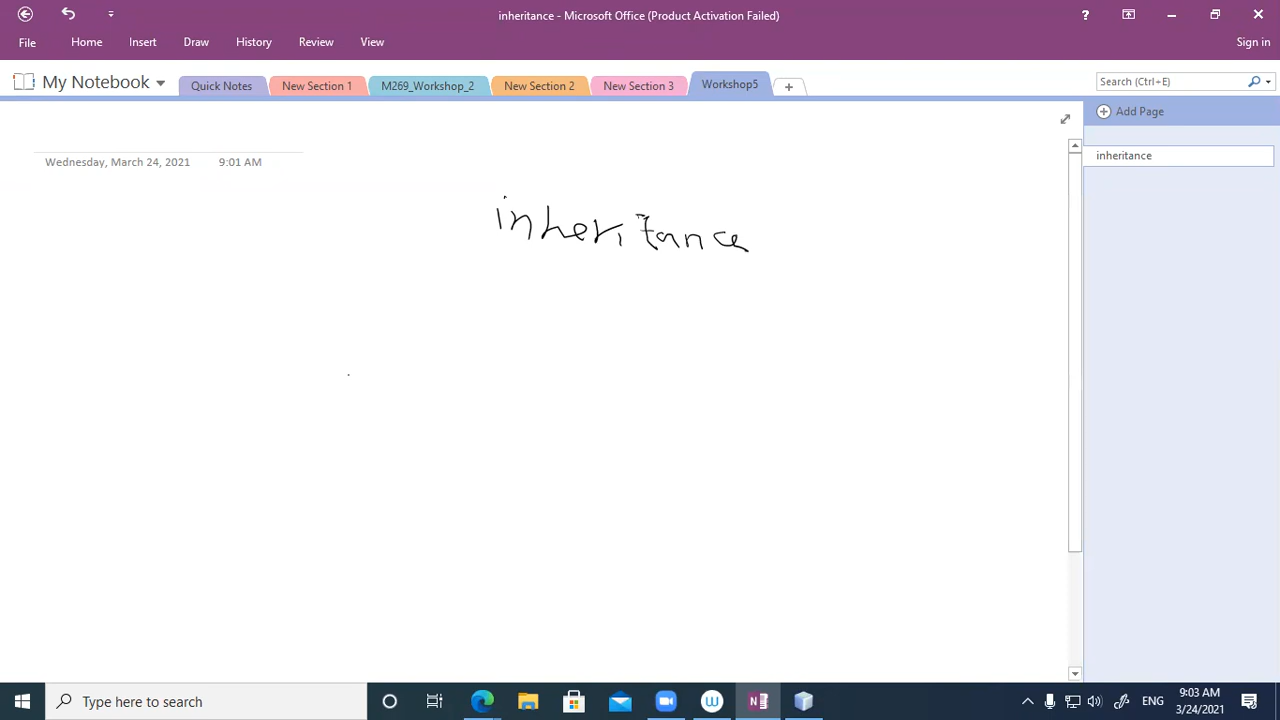 inheritance - Microsoft Office (Product Activation Failed)
?
File Home Insert Draw History Review View Sign in
My Notebook Quick Notes New Section 1 M269_Workshop_2 New Section 2 New Section 3 Workshop5 + Search (Ctrl+E)
Add Page
Wednesday, March 24, 2021 9:01 AM
inheritance
inheritance
Type here to search
ENG
9:03 AM
3/24/2021